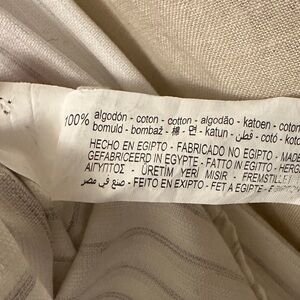 100% algodón - coton - cotton - algodão - katoen - coton
bomuld - bombaž - 棉 - 면 - katun - قطن - cotó - koto
HECHO EN EGIPTO - FABRICADO NO EGIPTO - MADE
GEFABRICEERD IN EGYPTE - FATTO IN EGITTO - HERG
ΑΙΓΥΠΤΟΣ - ÜRETİM YERİ MISIR - FREMSTILLET
صنع في مصر - FEITO EN EXIPTO - FET A EGIPTE - E